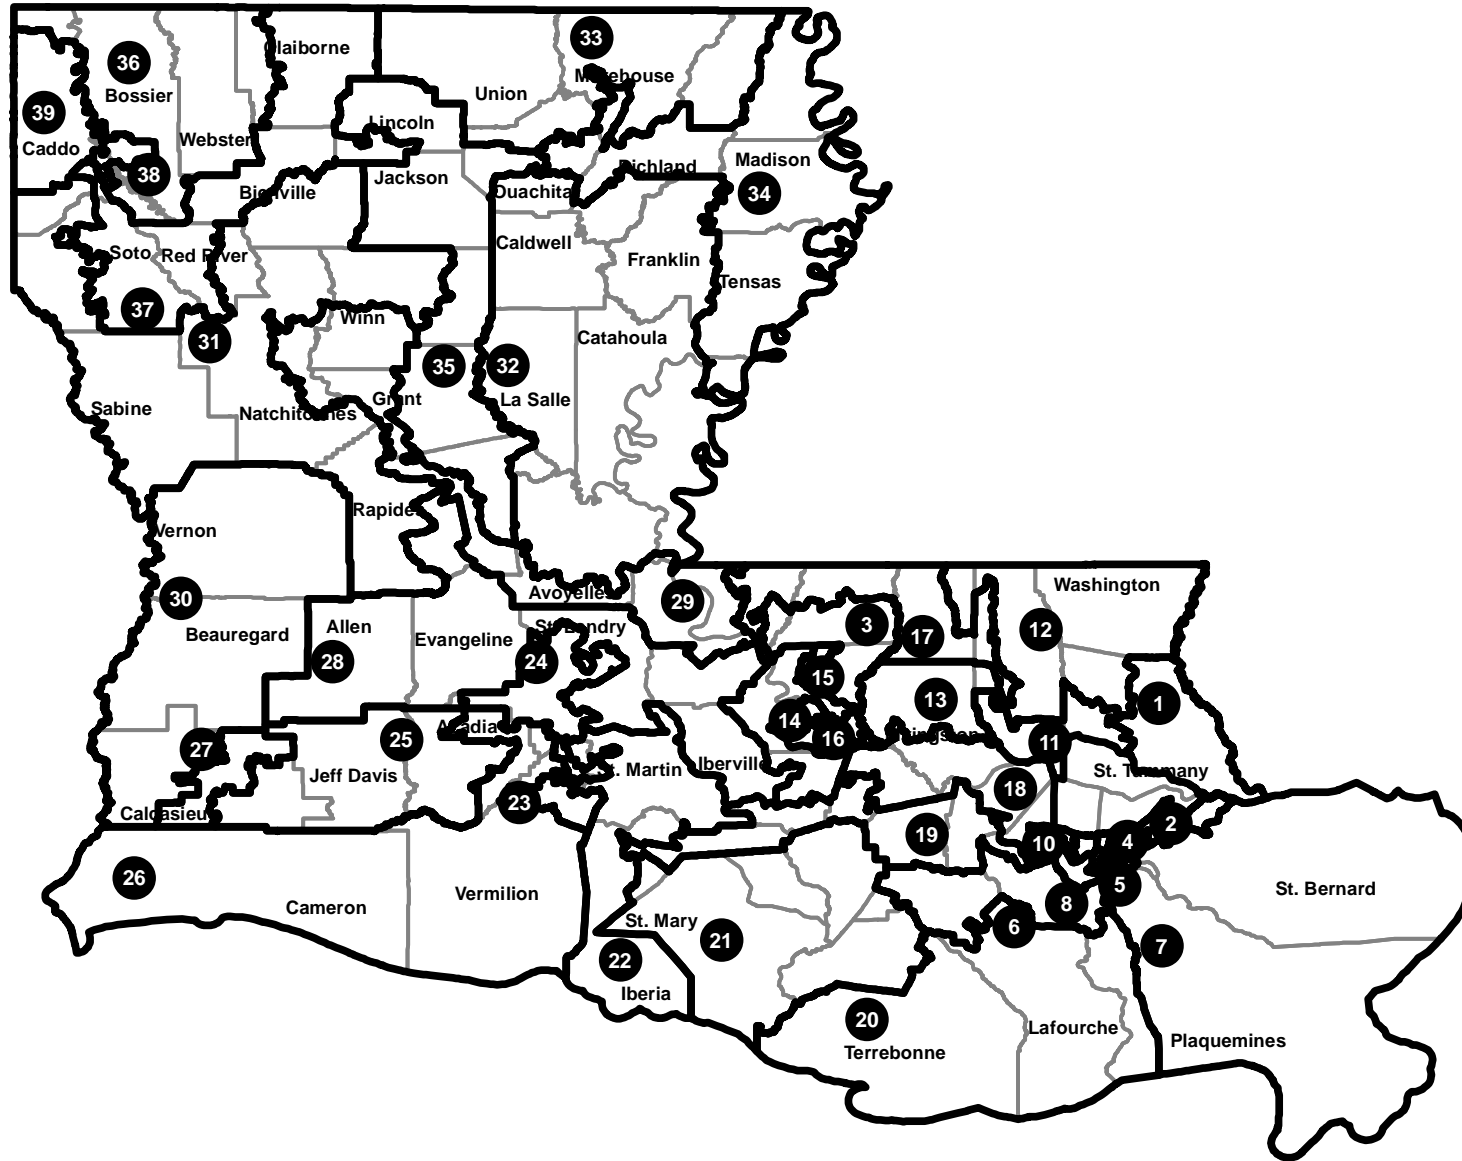 33
Claiborne
36
Morehouse
Bossier
Union
39
Lincoln
Webster
Caddo
Madison
Richland
38
Jackson
Bienville
Ouachita
34
Caldwell
Soto
Red River
Franklin
Tensas
37
Winn
31
Catahoula
35
32
Sabine
Natchitoches
Grant
La Salle
Rapides
Vernon
Washington
30
Avoyelles
29
3
12
Beauregard
Allen
Evangeline
St. Landry
17
28
24
15
13
1
14
Acadia
25
27
16
Livingston
11
Iberville
St. Martin
St. Tammany
Jeff Davis
18
23
Calcasieu
2
19
10
4
26
5
St. Bernard
Vermilion
8
Cameron
St. Mary
6
21
7
22
Iberia
20
Lafourche
Terrebonne
Plaquemines